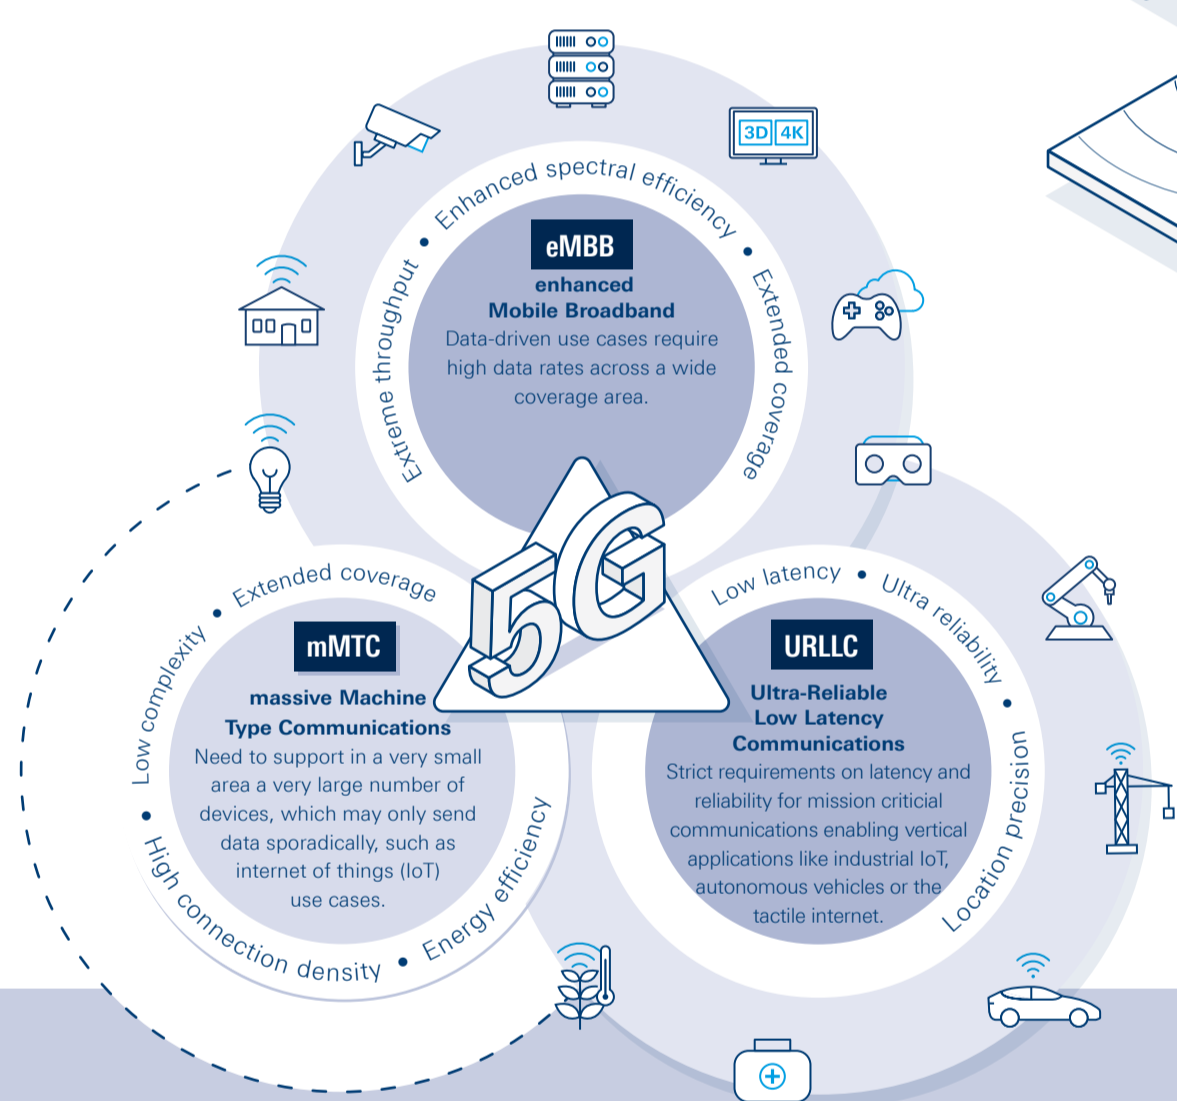 3D 4K
Extreme throughput • Enhanced spectral efficiency • Extended coverage
eMBB
enhanced
Mobile Broadband
Data-driven use cases require
high data rates across a wide
coverage area.
5G
High connection density • Low complexity • Extended coverage
Energy efficiency
mMTC
massive Machine
Type Communications
Need to support in a very small
area a very large number of
devices, which may only send
data sporadically, such as
internet of things (IoT)
use cases.
Low latency • Ultra reliability • Location precision
URLLC
Ultra-Reliable
Low Latency
Communications
Strict requirements on latency and
reliability for mission criticial
communications enabling vertical
applications like industrial IoT,
autonomous vehicles or the
tactile internet.